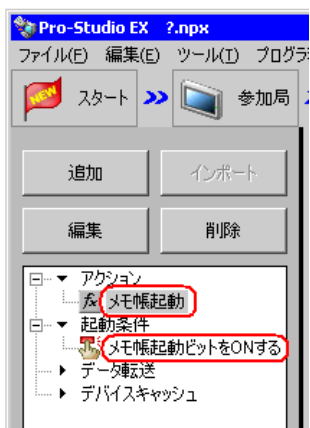 Pro-Studio EX ?.npx
ファイル(F) 編集(E) ツール(T) プログラ
NEW スタート 参加局
追加 インポート
編集 削除
アクション
fx メモ帳起動
起動条件
メモ帳起動ビットをONする
データ転送
デバイスキャッシュ